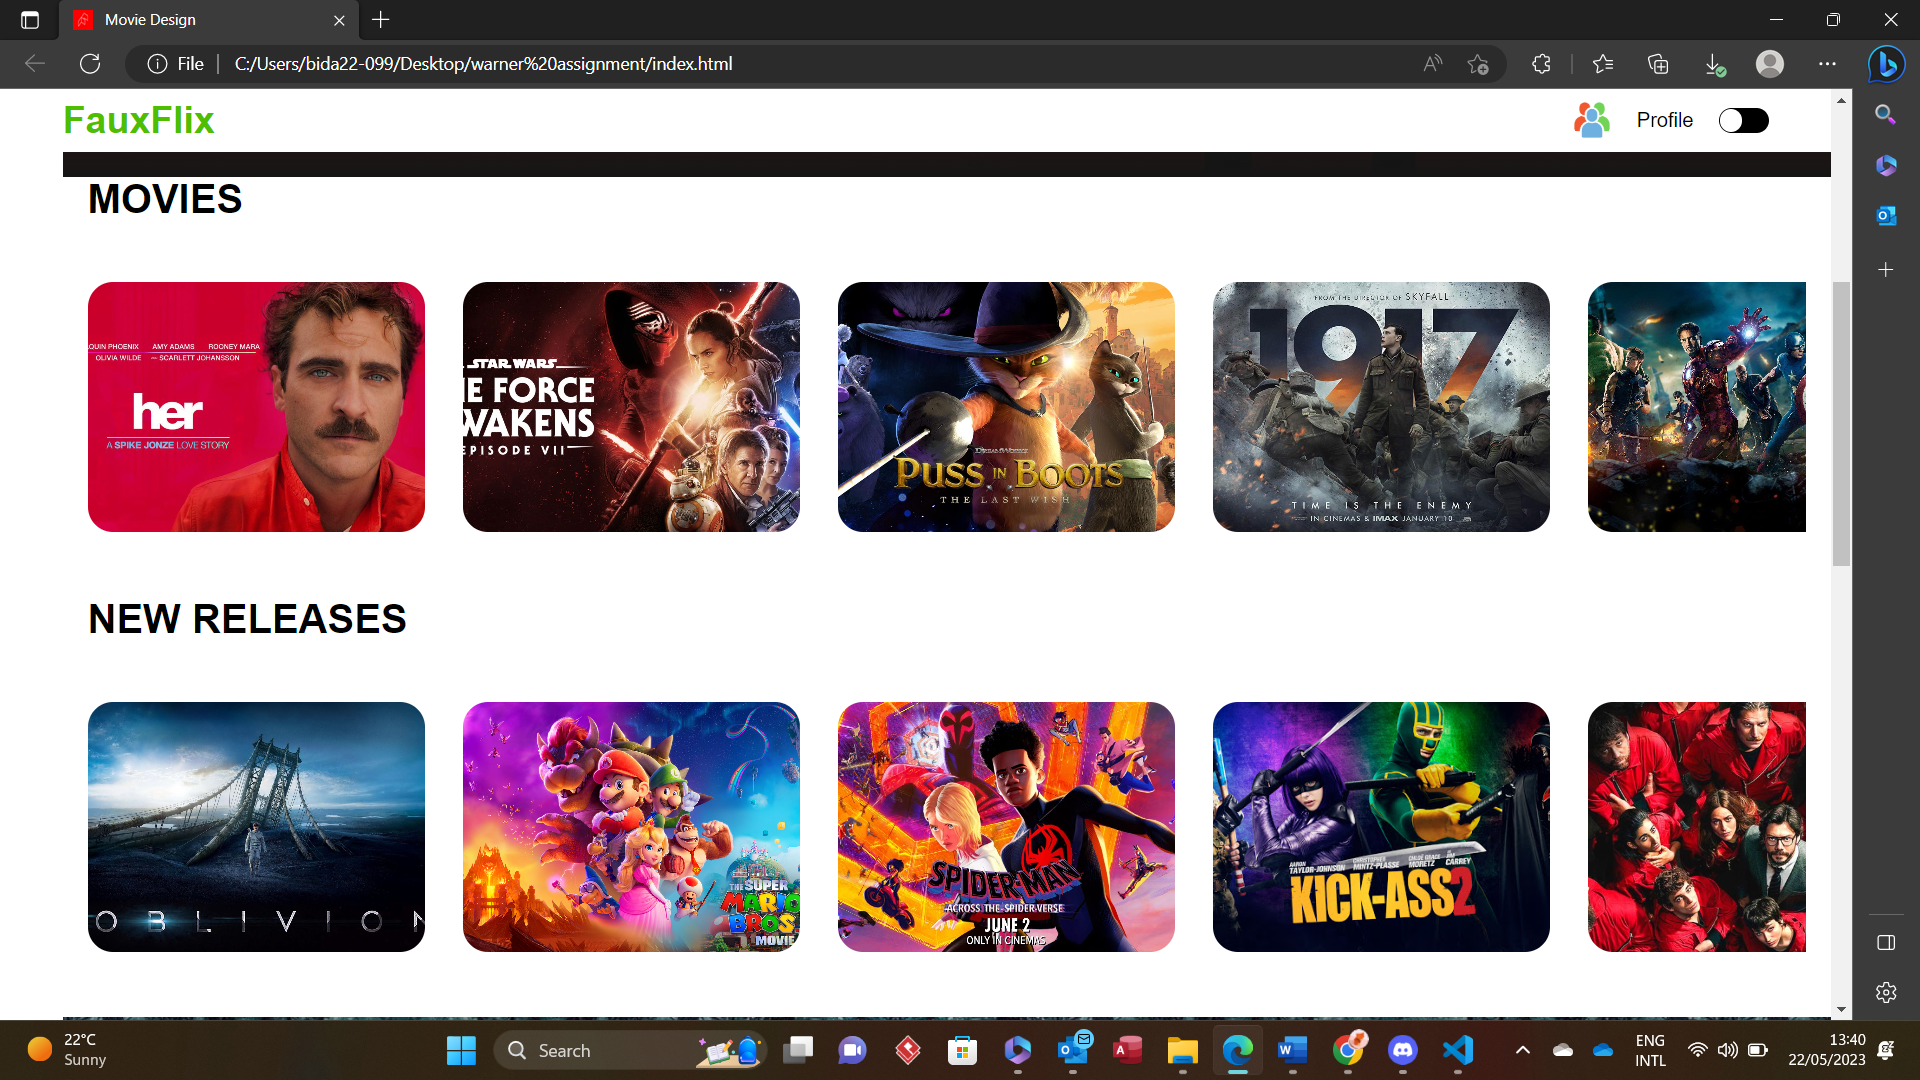 Movie Design
File
C:/Users/bida22-099/Desktop/warner%20assignment/index.html
FauxFlix
Profile
MOVIES
OUIN PHOENIX AMY ADAMS ROONEY MARA
OLIVIA WILDE — SCARLETT JOHANSSON
her
A SPIKE JONZE LOVE STORY
STAR WARS
E FORCE
WAKENS
EPISODE VII
DREAMWORKS
PUSS IN BOOTS
THE LAST WISH
FROM THE DIRECTOR OF SKYFALL
1917
TIME IS THE ENEMY
IN CINEMAS & IMAX JANUARY 10
NEW RELEASES
OBLIVION
THE SUPER
MARIO
BROS
MOVIE
SPIDER-MAN
ACROSS THE SPIDER-VERSE
JUNE 2
ONLY IN CINEMAS
AARON TAYLOR-JOHNSON CHRISTOPHER MINTZ-PLASSE CHLOË GRACE MORETZ JIM CARREY
KICK-ASS 2
22°C
Sunny
Search
ENG
INTL
13:40
22/05/2023